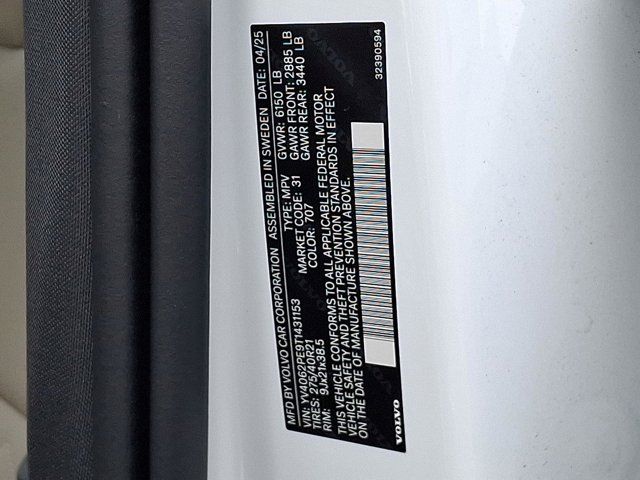 MFD BY VOLVO CAR CORPORATION ASSEMBLED IN SWEDEN DATE: 04/25
VIN: YV4062PE9T1431153 TYPE: MPV GVWR: 6150 LB
TIRES: 275/40R21 MARKET CODE: 31 GAWR FRONT: 2885 LB
RIM: 9Jx21x38.5 COLOR: 707 GAWR REAR: 3440 LB
THIS VEHICLE CONFORMS TO ALL APPLICABLE FEDERAL MOTOR
VEHICLE SAFETY AND THEFT PREVENTION STANDARDS IN EFFECT
ON THE DATE OF MANUFACTURE SHOWN ABOVE.
VOLVO 32390594